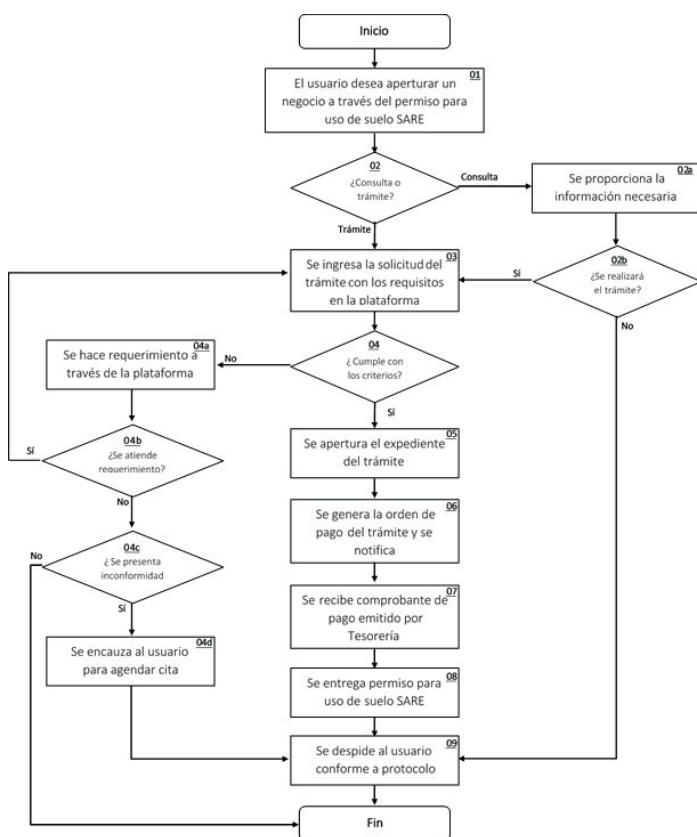 Inicio
01
El usuario desea aperturar un
negocio a través del permiso para
uso de suelo SARE
02
¿Consulta o
trámite?
Consulta
02a
Se proporciona la
información necesaria
Trámite
03
Se ingresa la solicitud del
trámite con los requisitos
en la plataforma
Sí
02b
¿Se realizará
el trámite?
No
04a
Se hace requerimiento a
través de la plataforma
No
04
¿Cumple con
los criterios?
Sí
04b
¿Se atiende
requerimiento?
Sí
No
05
Se apertura el expediente
del trámite
06
Se genera la orden de
pago del trámite y se
notifica
No
04c
¿Se presenta
inconformidad
Sí
07
Se recibe comprobante de
pago emitido por
Tesorería
04d
Se encauza al usuario
para agendar cita
08
Se entrega permiso para
uso de suelo SARE
09
Se despide al usuario
conforme a protocolo
Fin